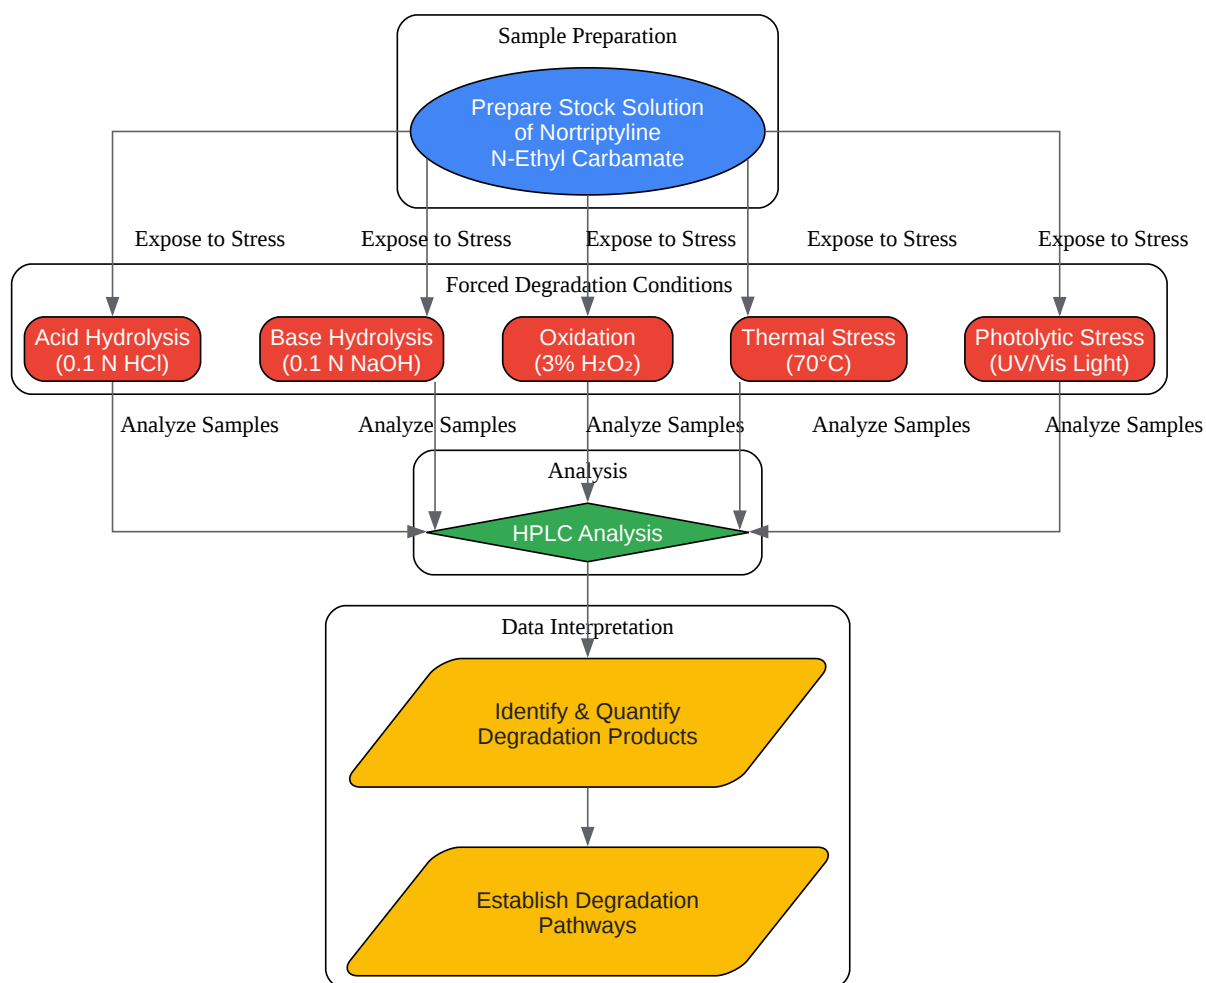 Sample Preparation
Prepare Stock Solution
of Nortriptyline
N-Ethyl Carbamate
Expose to Stress
Expose to Stress
Expose to Stress
Expose to Stress
Expose to Stress
Forced Degradation Conditions
Acid Hydrolysis
(0.1 N HCl)
Base Hydrolysis
(0.1 N NaOH)
Oxidation
(3% H₂O₂)
Thermal Stress
(70°C)
Photolytic Stress
(UV/Vis Light)
Analyze Samples
Analyze Samples
Analyze Samples
Analyze Samples
Analyze Samples
Analysis
HPLC Analysis
Data Interpretation
Identify & Quantify
Degradation Products
Establish Degradation
Pathways